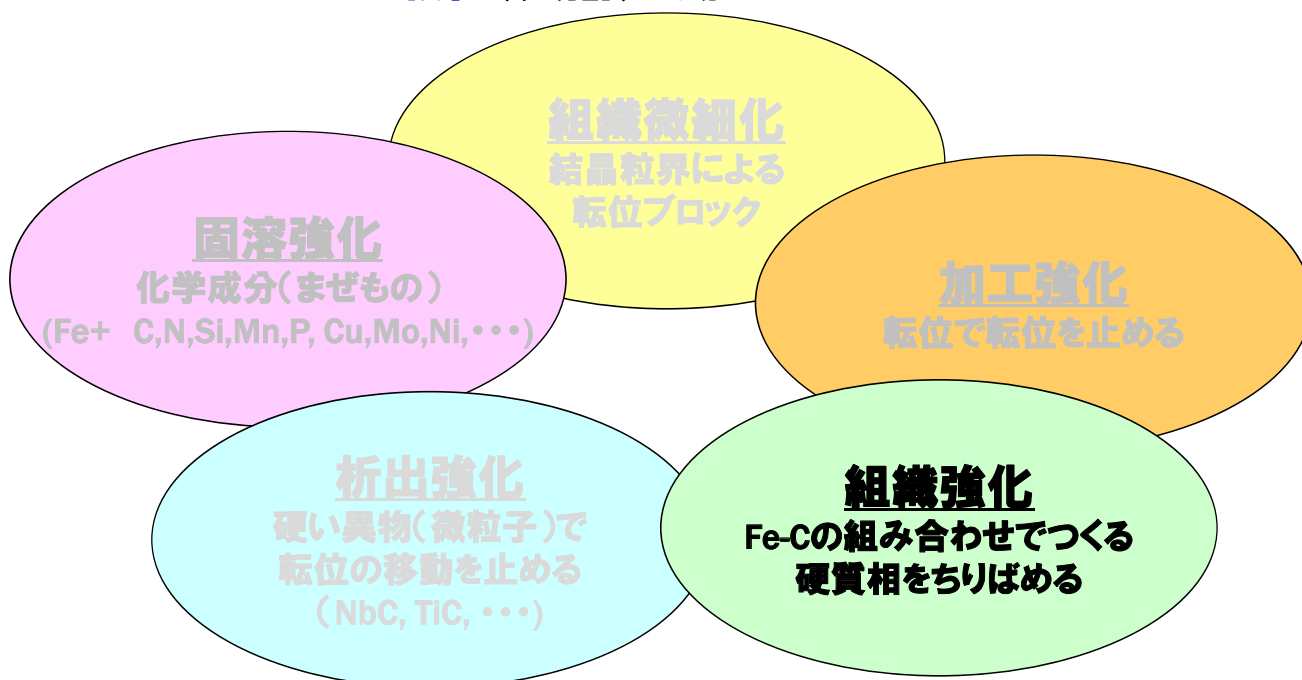 組織微細化
結晶粒界による
転位ブロック
固溶強化
化学成分(まぜもの)
(Fe+ C,N,Si,Mn,P, Cu,Mo,Ni,・・・)
加工強化
転位で転位を止める
析出強化
硬い異物(微粒子)で
転位の移動を止める
(NbC, TiC, ・・・)
組織強化
Fe-Cの組み合わせでつくる
硬質相をちりばめる